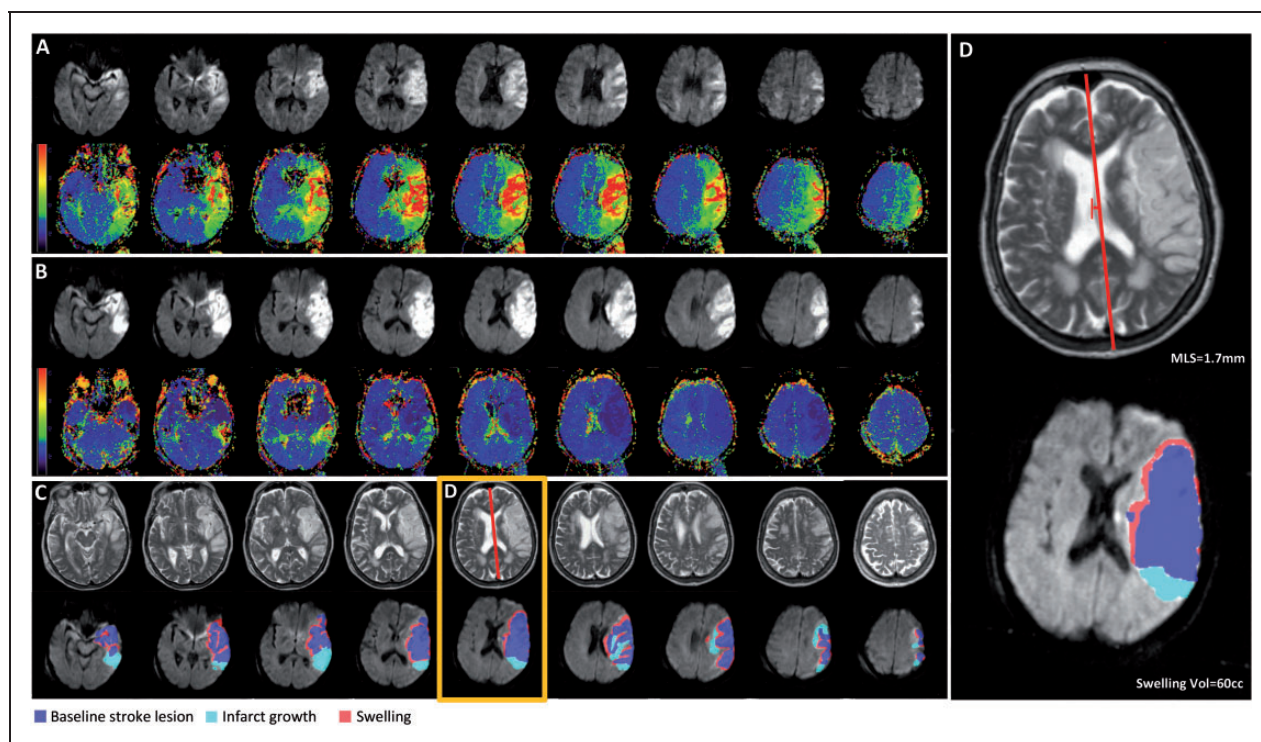 A
B
C
D
Baseline stroke lesion
Infarct growth
Swelling
D
MLS=1.7mm
Swelling Vol=60cc